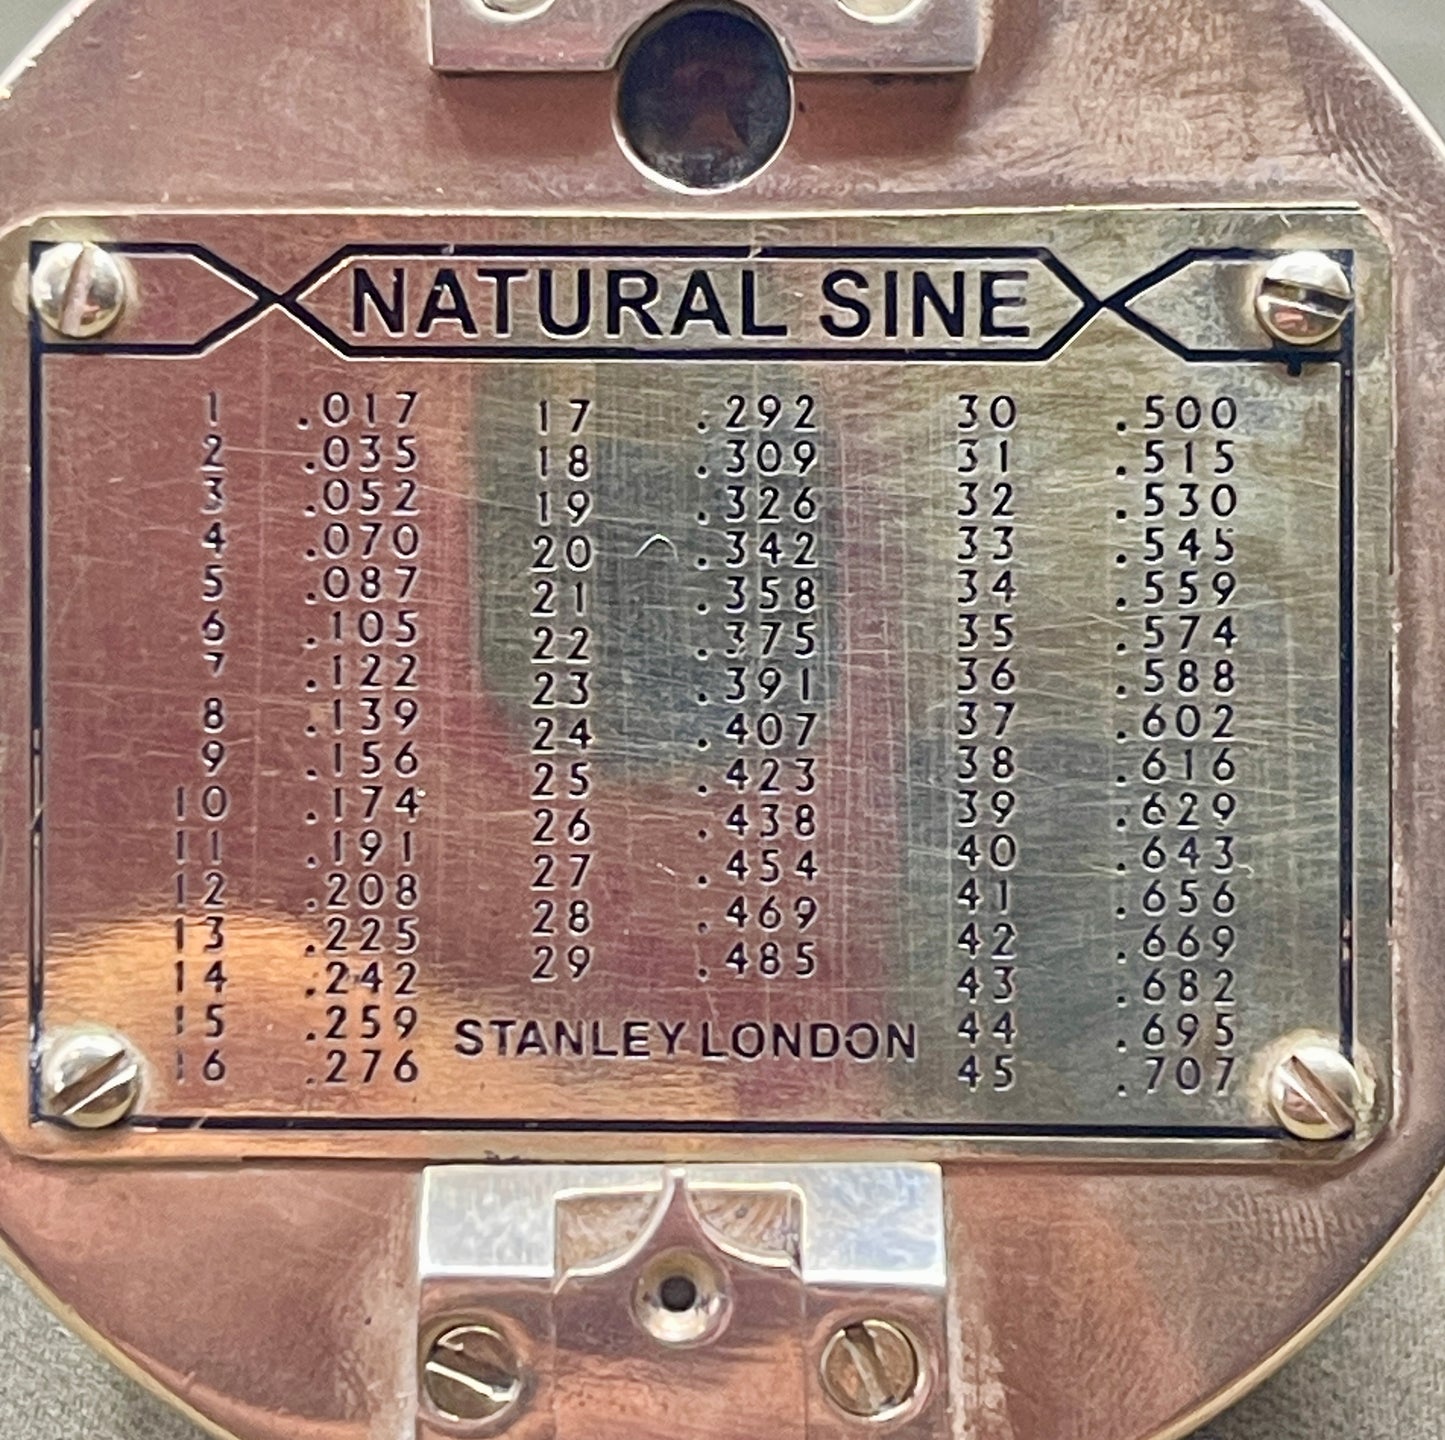 NATURAL SINE
1 .017 17 .292 30 .500
2 .035 18 .309 31 .515
3 .052 19 .326 32 .530
4 .070 20 .342 33 .545
5 .087 21 .358 34 .559
6 .105 22 .375 35 .574
7 .122 23 .391 36 .588
8 .139 24 .407 37 .602
9 .156 25 .423 38 .616
10 .174 26 .438 39 .629
11 .191 27 .454 40 .643
12 .208 28 .469 41 .656
13 .225 29 .485 42 .669
14 .242 43 .682
15 .259 STANLEY LONDON 44 .695
16 .276 45 .707